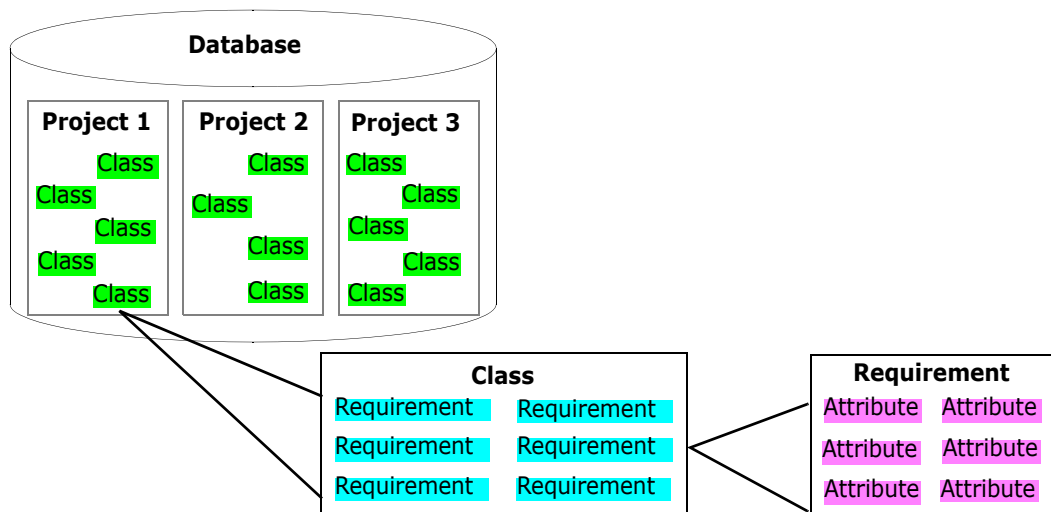 Database
Project 1
Class
Class
Class
Class
Class
Project 2
Class
Class
Class
Class
Project 3
Class
Class
Class
Class
Class
Class
Requirement Requirement
Requirement Requirement
Requirement Requirement
Requirement
Attribute Attribute
Attribute Attribute
Attribute Attribute